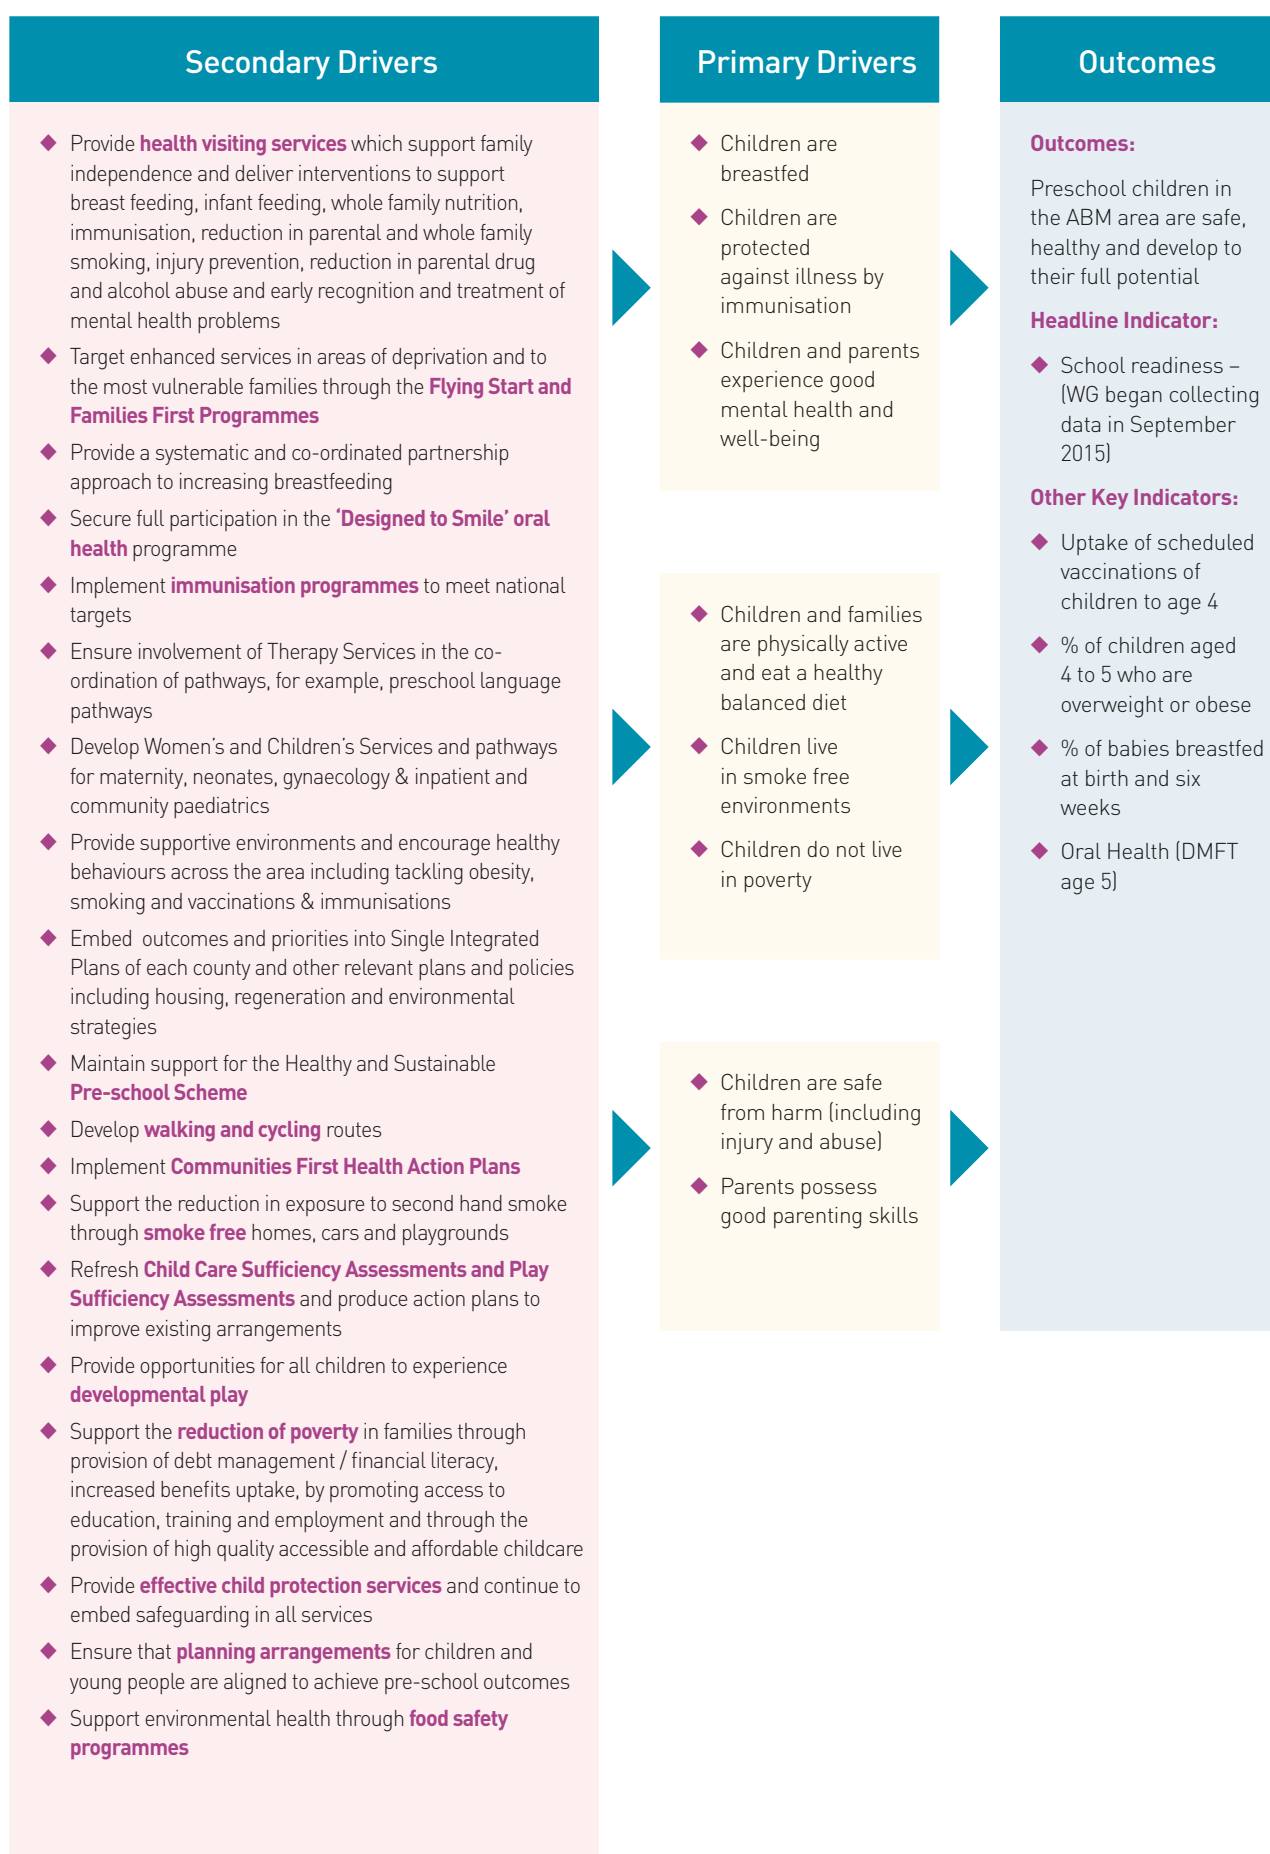 Secondary Drivers
◆ Provide health visiting services which support family
independence and deliver interventions to support
breast feeding, infant feeding, whole family nutrition,
immunisation, reduction in parental and whole family
smoking, injury prevention, reduction in parental drug
and alcohol abuse and early recognition and treatment of
mental health problems
◆ Target enhanced services in areas of deprivation and to
the most vulnerable families through the Flying Start and
Families First Programmes
◆ Provide a systematic and co-ordinated partnership
approach to increasing breastfeeding
◆ Secure full participation in the ‘Designed to Smile’ oral
health programme
◆ Implement immunisation programmes to meet national
targets
◆ Ensure involvement of Therapy Services in the co-
ordination of pathways, for example, preschool language
pathways
◆ Develop Women’s and Children’s Services and pathways
for maternity, neonates, gynaecology & inpatient and
community paediatrics
◆ Provide supportive environments and encourage healthy
behaviours across the area including tackling obesity,
smoking and vaccinations & immunisations
◆ Embed outcomes and priorities into Single Integrated
Plans of each county and other relevant plans and policies
including housing, regeneration and environmental
strategies
◆ Maintain support for the Healthy and Sustainable
Pre-school Scheme
◆ Develop walking and cycling routes
◆ Implement Communities First Health Action Plans
◆ Support the reduction in exposure to second hand smoke
through smoke free homes, cars and playgrounds
◆ Refresh Child Care Sufficiency Assessments and Play
Sufficiency Assessments and produce action plans to
improve existing arrangements
◆ Provide opportunities for all children to experience
developmental play
◆ Support the reduction of poverty in families through
provision of debt management / financial literacy,
increased benefits uptake, by promoting access to
education, training and employment and through the
provision of high quality accessible and affordable childcare
◆ Provide effective child protection services and continue to
embed safeguarding in all services
◆ Ensure that planning arrangements for children and
young people are aligned to achieve pre-school outcomes
◆ Support environmental health through food safety
programmes
Primary Drivers
◆ Children are
breastfed
◆ Children are
protected
against illness by
immunisation
◆ Children and parents
experience good
mental health and
well-being
◆ Children and families
are physically active
and eat a healthy
balanced diet
◆ Children live
in smoke free
environments
◆ Children do not live
in poverty
◆ Children are safe
from harm (including
injury and abuse)
◆ Parents possess
good parenting skills
Outcomes
Outcomes:
Preschool children in
the ABM area are safe,
healthy and develop to
their full potential
Headline Indicator:
◆ School readiness –
(WG began collecting
data in September
2015)
Other Key Indicators:
◆ Uptake of scheduled
vaccinations of
children to age 4
◆ % of children aged
4 to 5 who are
overweight or obese
◆ % of babies breastfed
at birth and six
weeks
◆ Oral Health (DMFT
age 5)